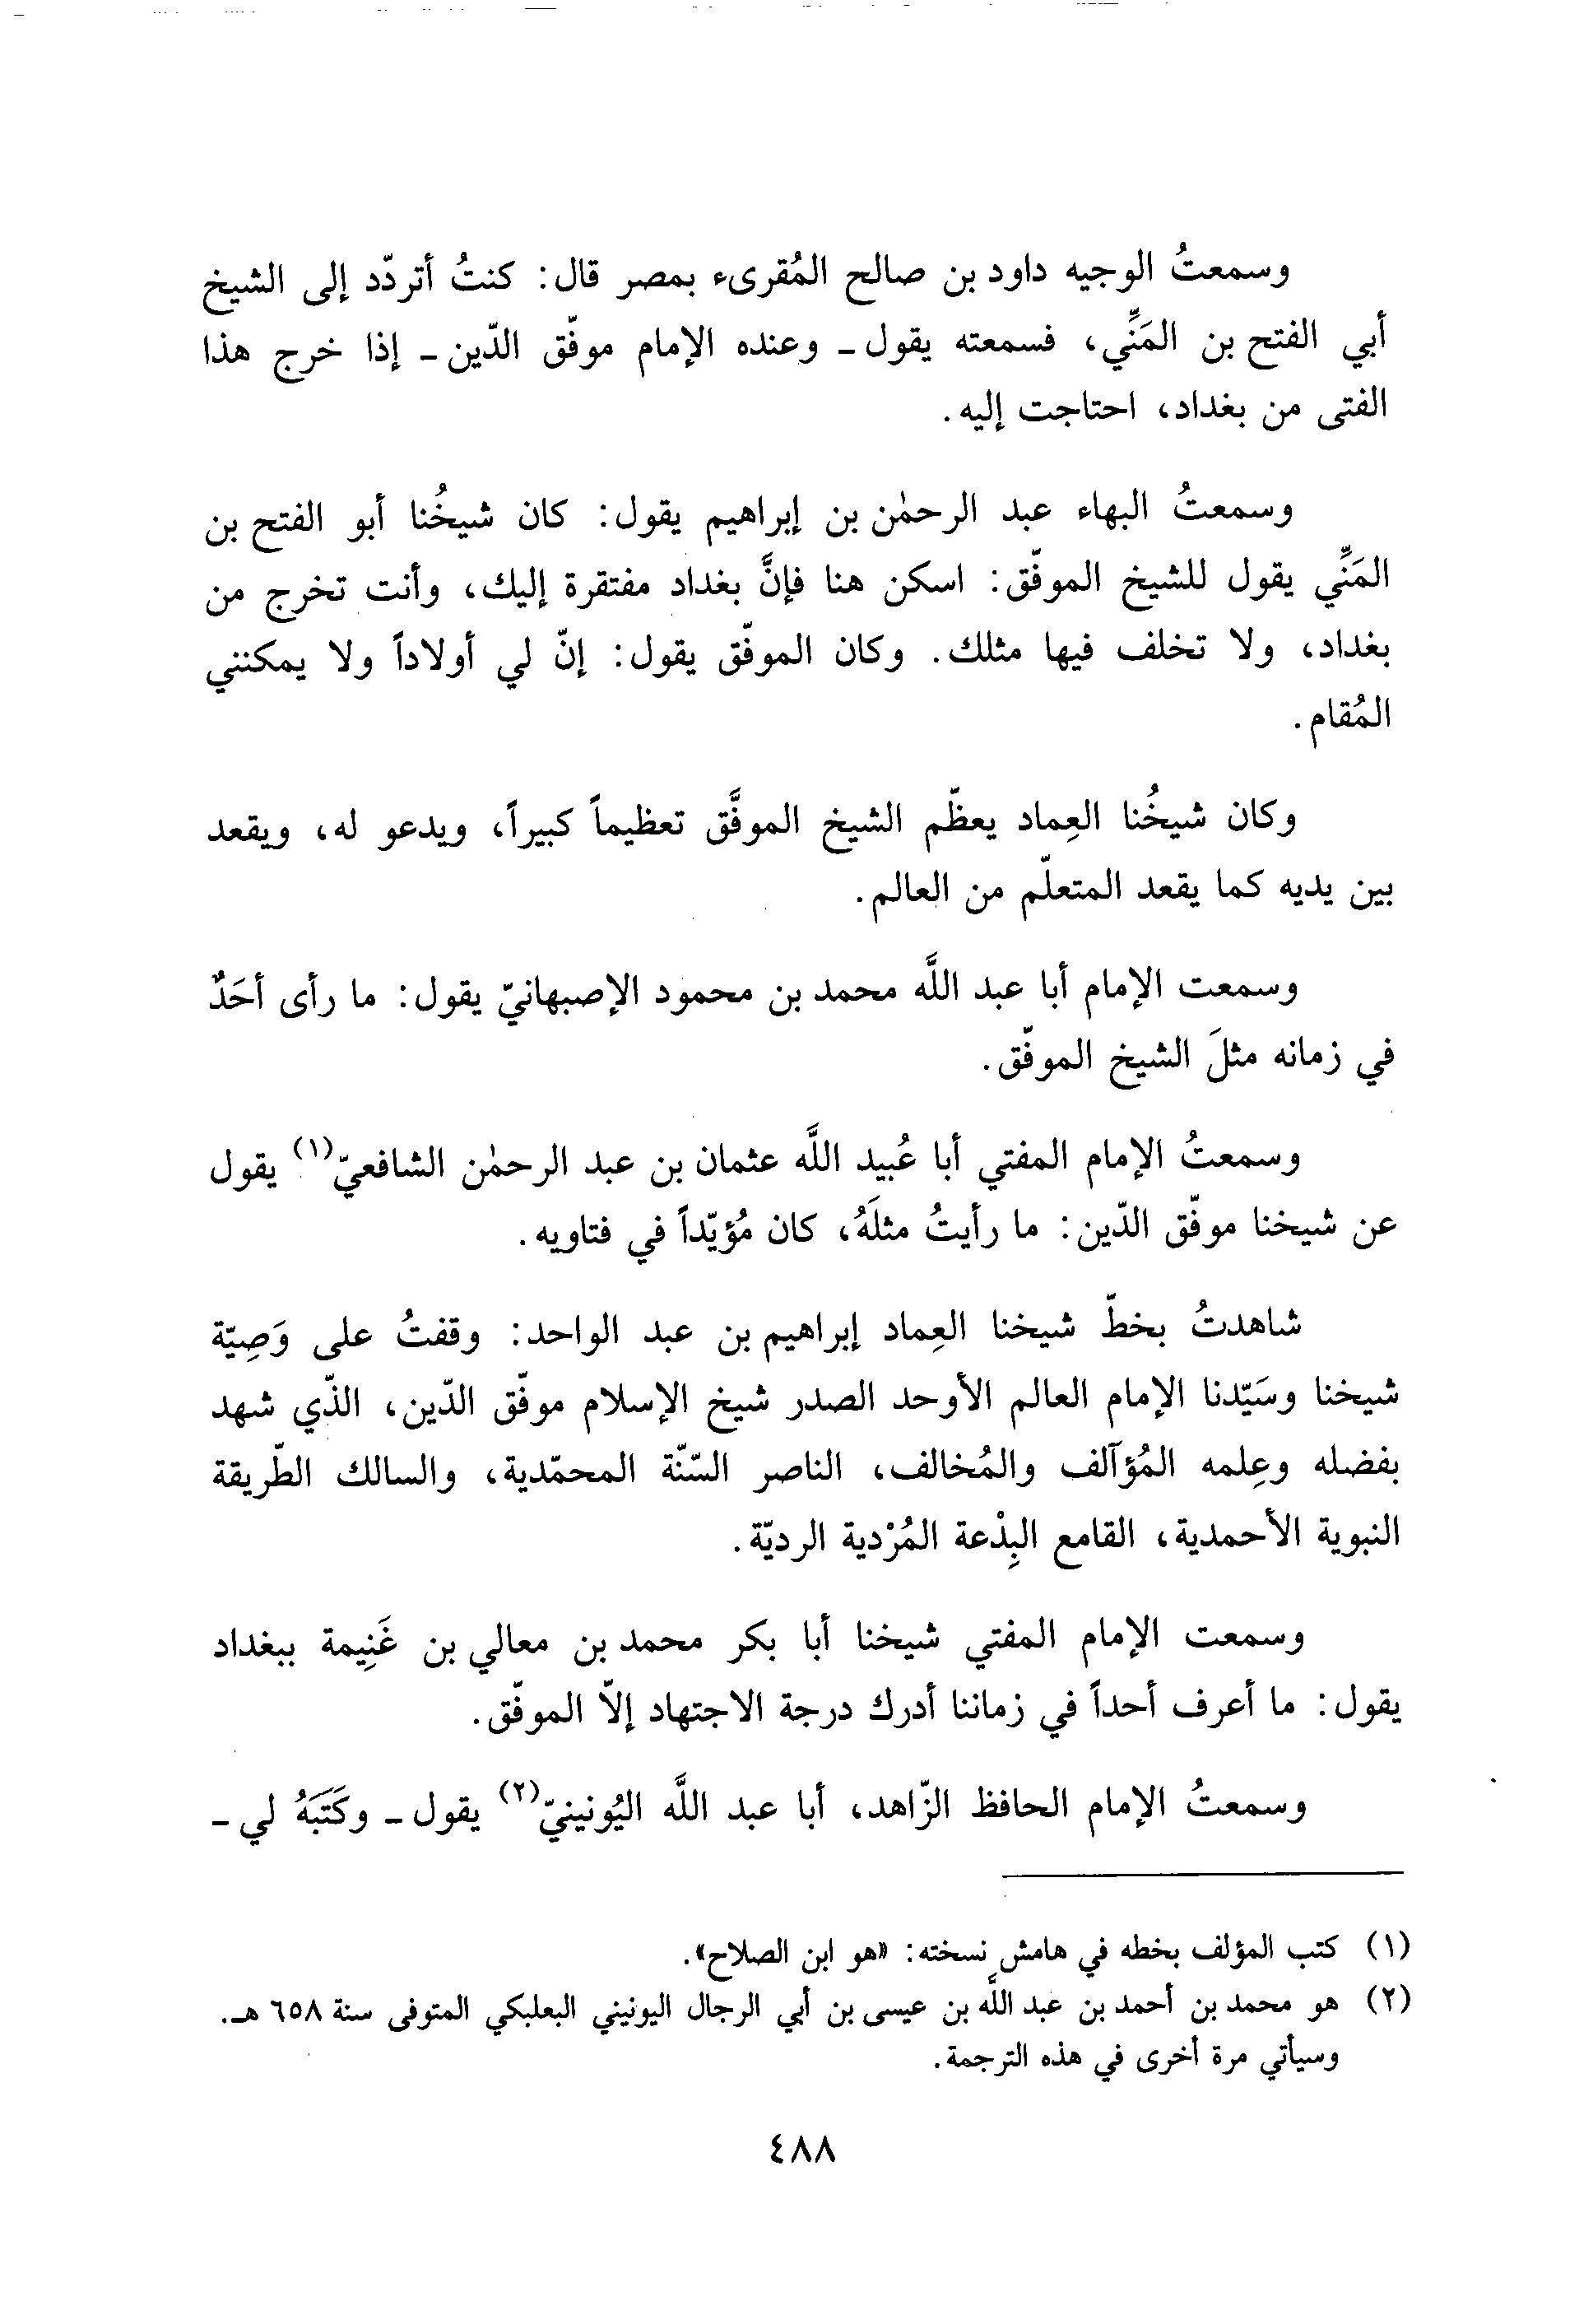 وسمعتُ الوجيه داود بن صالح المُقرىء بمصر قال: كنتُ أتردّد إلى الشيخ
أبي الفتح بن المَنِّي، فسمعته يقول ــ وعنده الإمام موفّق الدّين ــ إذا خرج هذا
الفتى من بغداد، احتاجت إليه.
وسمعتُ البهاء عبد الرحمٰن بن إبراهيم يقول: كان شيخُنا أبو الفتح بن
المَنِّي يقول للشيخ الموفّق: اسكن هنا فإنَّ بغداد مفتقرة إليك، وأنت تخرج من
بغداد، ولا تخلف فيها مثلك. وكان الموفّق يقول: إنّ لي أولاداً ولا يمكنني
المُقام.
وكان شيخُنا العِماد يعظّم الشيخ الموفَّق تعظيماً كبيراً، ويدعو له، ويقعد
بين يديه كما يقعد المتعلّم من العالم.
وسمعت الإمام أبا عبد اللَّه محمد بن محمود الإصبهانيّ يقول: ما رأى أحَدٌ
في زمانه مثلَ الشيخ الموفّق.
وسمعتُ الإمام المفتي أبا عُبيد اللَّه عثمان بن عبد الرحمٰن الشافعيّ(١) يقول
عن شيخنا موفّق الدّين: ما رأيتُ مثلَهُ، كان مُؤيّداً في فتاويه.
شاهدتُ بخطّ شيخنا العِماد إبراهيم بن عبد الواحد: وقفتُ على وَصِيّة
شيخنا وسَيّدنا الإمام العالم الأوحد الصدر شيخ الإسلام موفّق الدّين، الذّي شهد
بفضله وعِلمه المُؤآلف والمُخالف، الناصر السّنّة المحمّدية، والسالك الطّريقة
النبوية الأحمدية، القامع البِدْعة المُرْدية الرديّة.
وسمعت الإمام المفتي شيخنا أبا بكر محمد بن معالي بن غَنِيمة ببغداد
يقول: ما أعرف أحداً في زماننا أدرك درجة الاجتهاد إلاّ الموفّق.
وسمعتُ الإمام الحافظ الزّاهد، أبا عبد اللَّه اليُونينيّ(٢) يقول ــ وكَتَبَهُ لي ــ
(١) كتب المؤلف بخطه في هامش نسخته: «هو ابن الصلاح».
(٢) هو محمد بن أحمد بن عبد اللَّه بن عيسى بن أبي الرجال اليونيني البعلبكي المتوفى سنة ٦٥٨ هـ.
وسيأتي مرة أخرى في هذه الترجمة.
٤٨٨